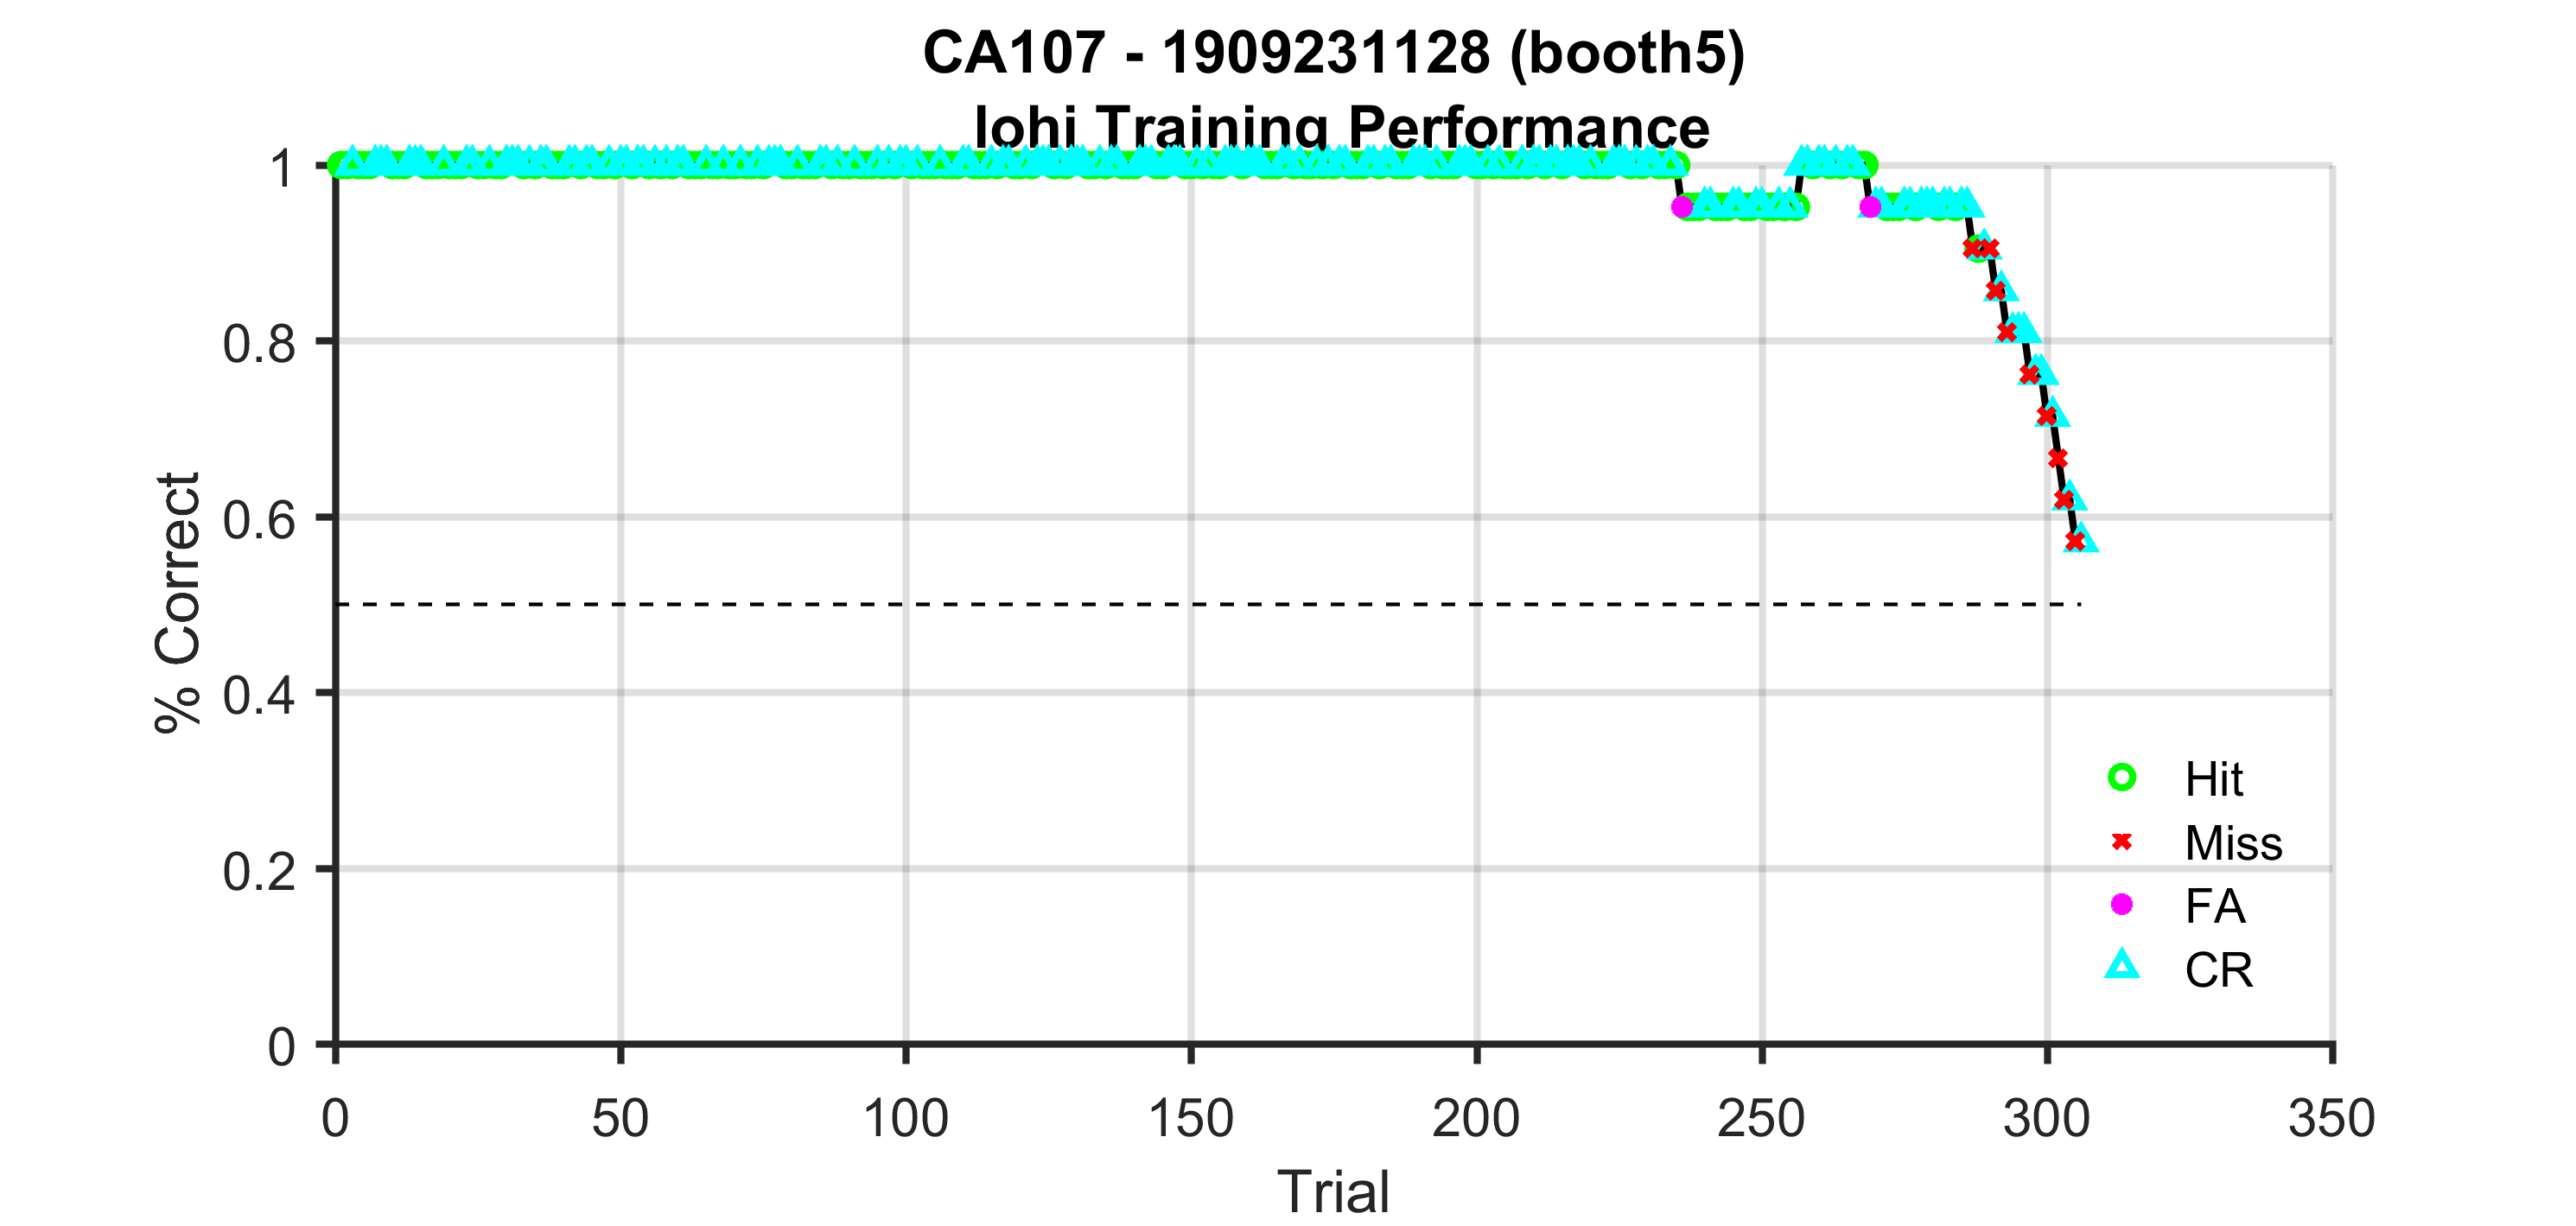 CA107 - 1909231128 (booth5)
lohi Training Performance
% Correct
1
0.8
0.6
0.4
0.2
0
0 50 100 150 200 250 300 350
Trial
Hit
Miss
FA
CR